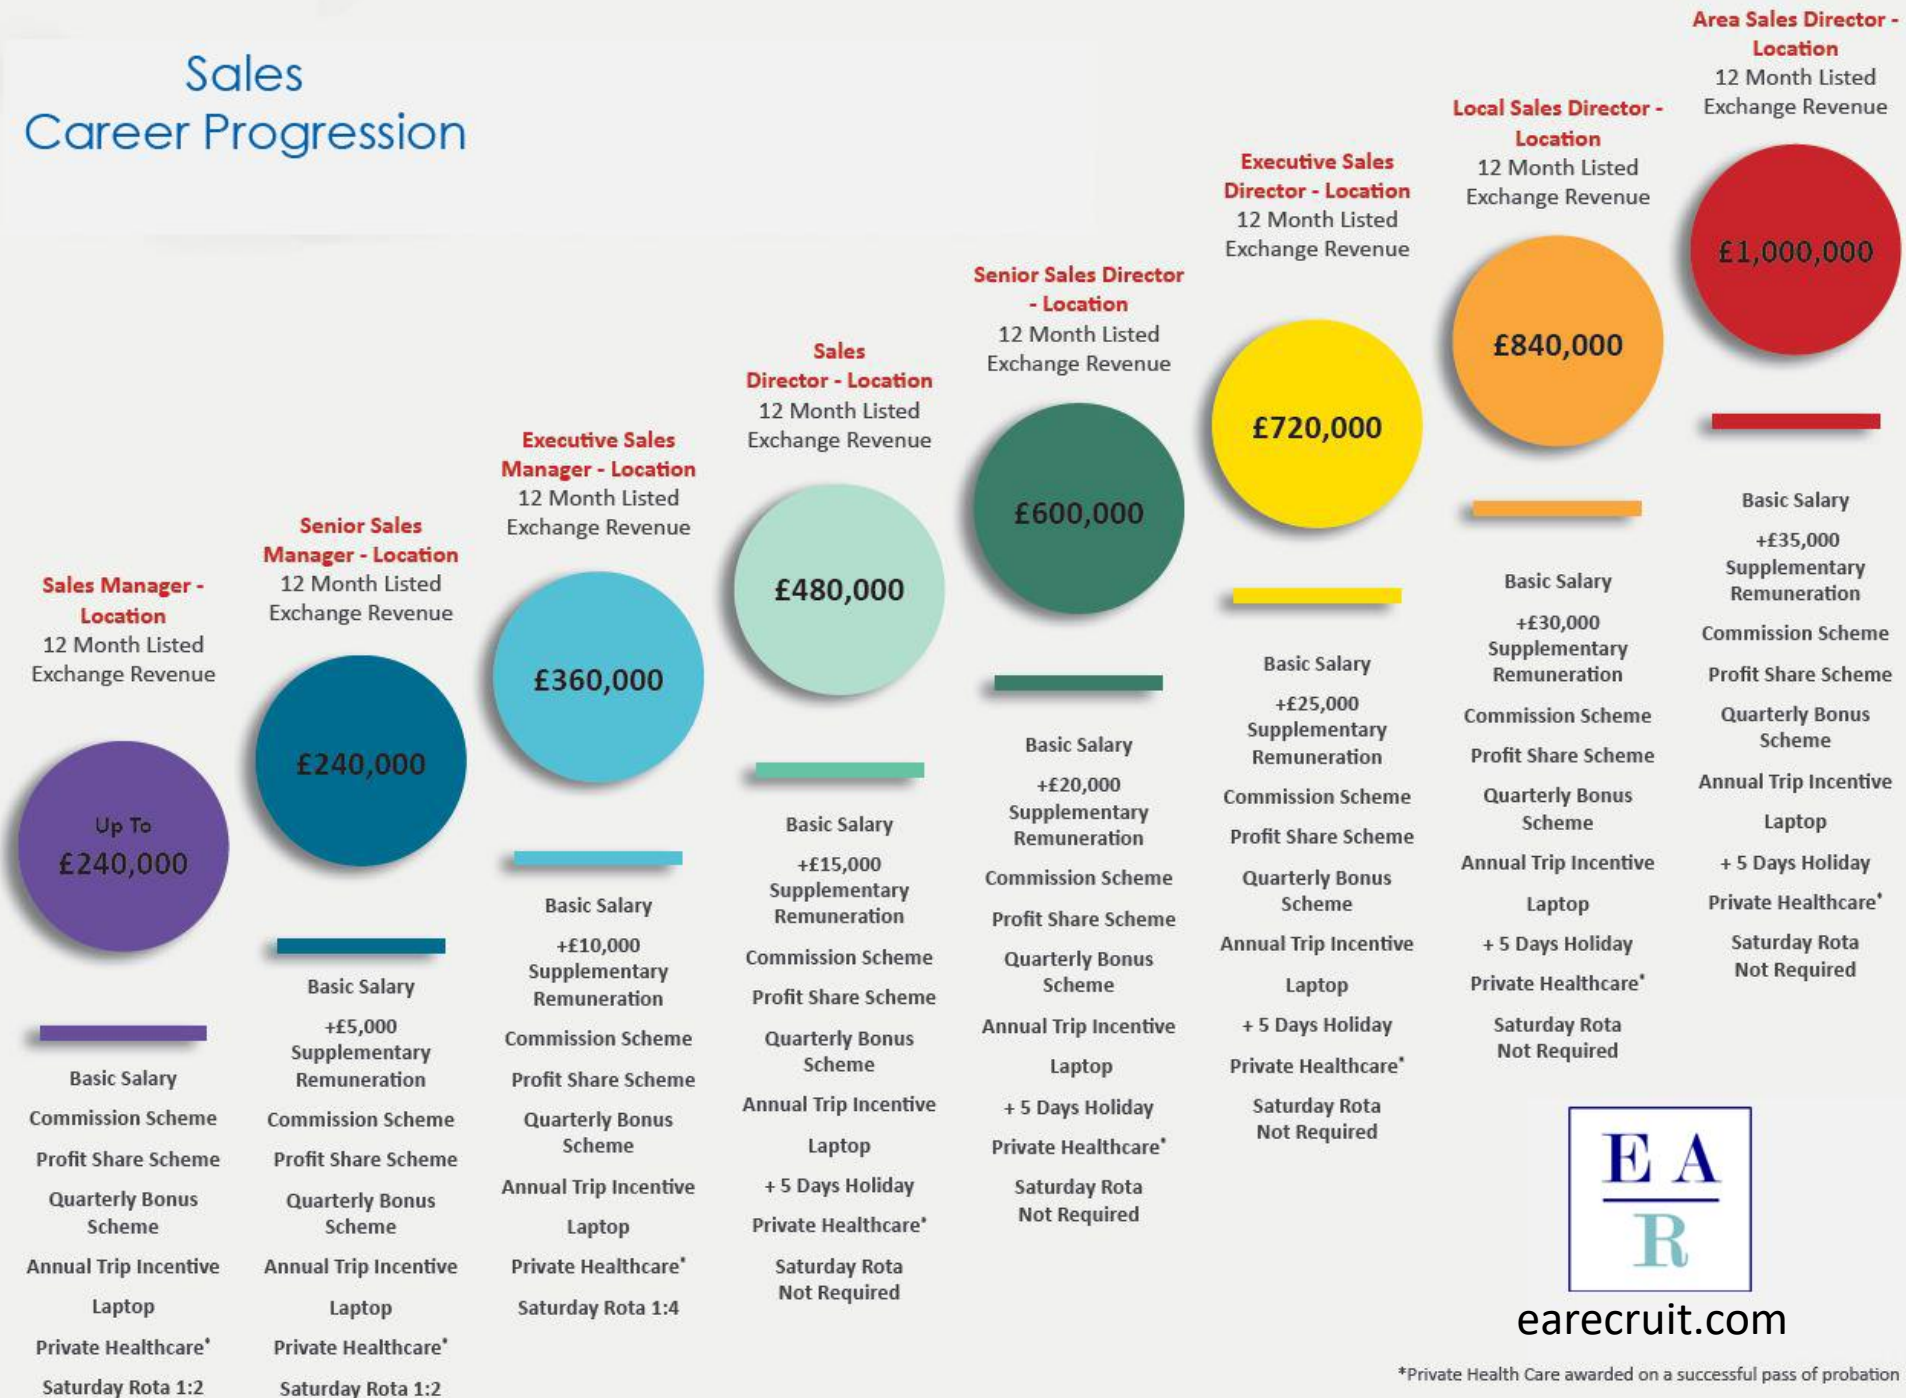 Sales
Career Progression
Sales Manager -
Location
12 Month Listed
Exchange Revenue
Up To
£240,000
Basic Salary
Commission Scheme
Profit Share Scheme
Quarterly Bonus
Scheme
Annual Trip Incentive
Laptop
Private Healthcare*
Saturday Rota 1:2
Senior Sales
Manager - Location
12 Month Listed
Exchange Revenue
£240,000
Basic Salary
+£5,000
Supplementary
Remuneration
Commission Scheme
Profit Share Scheme
Quarterly Bonus
Scheme
Annual Trip Incentive
Laptop
Private Healthcare*
Saturday Rota 1:2
Executive Sales
Manager - Location
12 Month Listed
Exchange Revenue
£360,000
Basic Salary
+£10,000
Supplementary
Remuneration
Commission Scheme
Profit Share Scheme
Quarterly Bonus
Scheme
Annual Trip Incentive
Laptop
Private Healthcare*
Saturday Rota 1:4
Sales
Director - Location
12 Month Listed
Exchange Revenue
£480,000
Basic Salary
+£15,000
Supplementary
Remuneration
Commission Scheme
Profit Share Scheme
Quarterly Bonus
Scheme
Annual Trip Incentive
Laptop
+ 5 Days Holiday
Private Healthcare*
Saturday Rota
Not Required
Senior Sales Director
- Location
12 Month Listed
Exchange Revenue
£600,000
Basic Salary
+£20,000
Supplementary
Remuneration
Commission Scheme
Profit Share Scheme
Quarterly Bonus
Scheme
Annual Trip Incentive
Laptop
+ 5 Days Holiday
Private Healthcare*
Saturday Rota
Not Required
Executive Sales
Director - Location
12 Month Listed
Exchange Revenue
£720,000
Basic Salary
+£25,000
Supplementary
Remuneration
Commission Scheme
Profit Share Scheme
Quarterly Bonus
Scheme
Annual Trip Incentive
Laptop
+ 5 Days Holiday
Private Healthcare*
Saturday Rota
Not Required
Local Sales Director -
Location
12 Month Listed
Exchange Revenue
£840,000
Basic Salary
+£30,000
Supplementary
Remuneration
Commission Scheme
Profit Share Scheme
Quarterly Bonus
Scheme
Annual Trip Incentive
Laptop
+ 5 Days Holiday
Private Healthcare*
Saturday Rota
Not Required
Area Sales Director -
Location
12 Month Listed
Exchange Revenue
£1,000,000
Basic Salary
+£35,000
Supplementary
Remuneration
Commission Scheme
Profit Share Scheme
Quarterly Bonus
Scheme
Annual Trip Incentive
Laptop
+ 5 Days Holiday
Private Healthcare*
Saturday Rota
Not Required
E A
R
earecruit.com
*Private Health Care awarded on a successful pass of probation